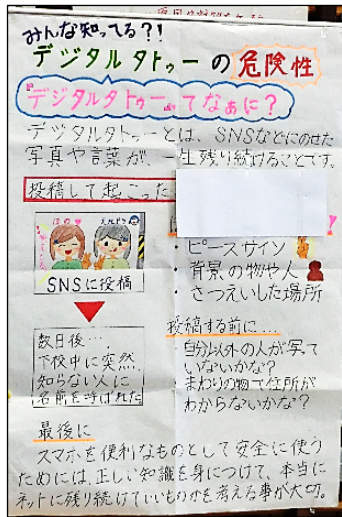 みんな知ってる?!
デジタルタトゥーの危険性
『デジタルタトゥー』てなぁに?
デジタルタトゥーとは、SNSなどにのせた
写真や言葉が、一生残り続けることです。
投稿して起こった
SNSに投稿
数日後…
下校中に突然
知らない人に
名前を呼ばれた
!
・ピースサイン
・背景の物や人
・さつえいした場所
投稿する前に…
・自分以外の人が写って
いないかな?
・まわりの物で住所が
わからないかな?
最後に
スマホを便利なものとして安全に使う
ためには、正しい知識を身につけて、本当に
ネットに残り続けていいものかを考える事が大切。